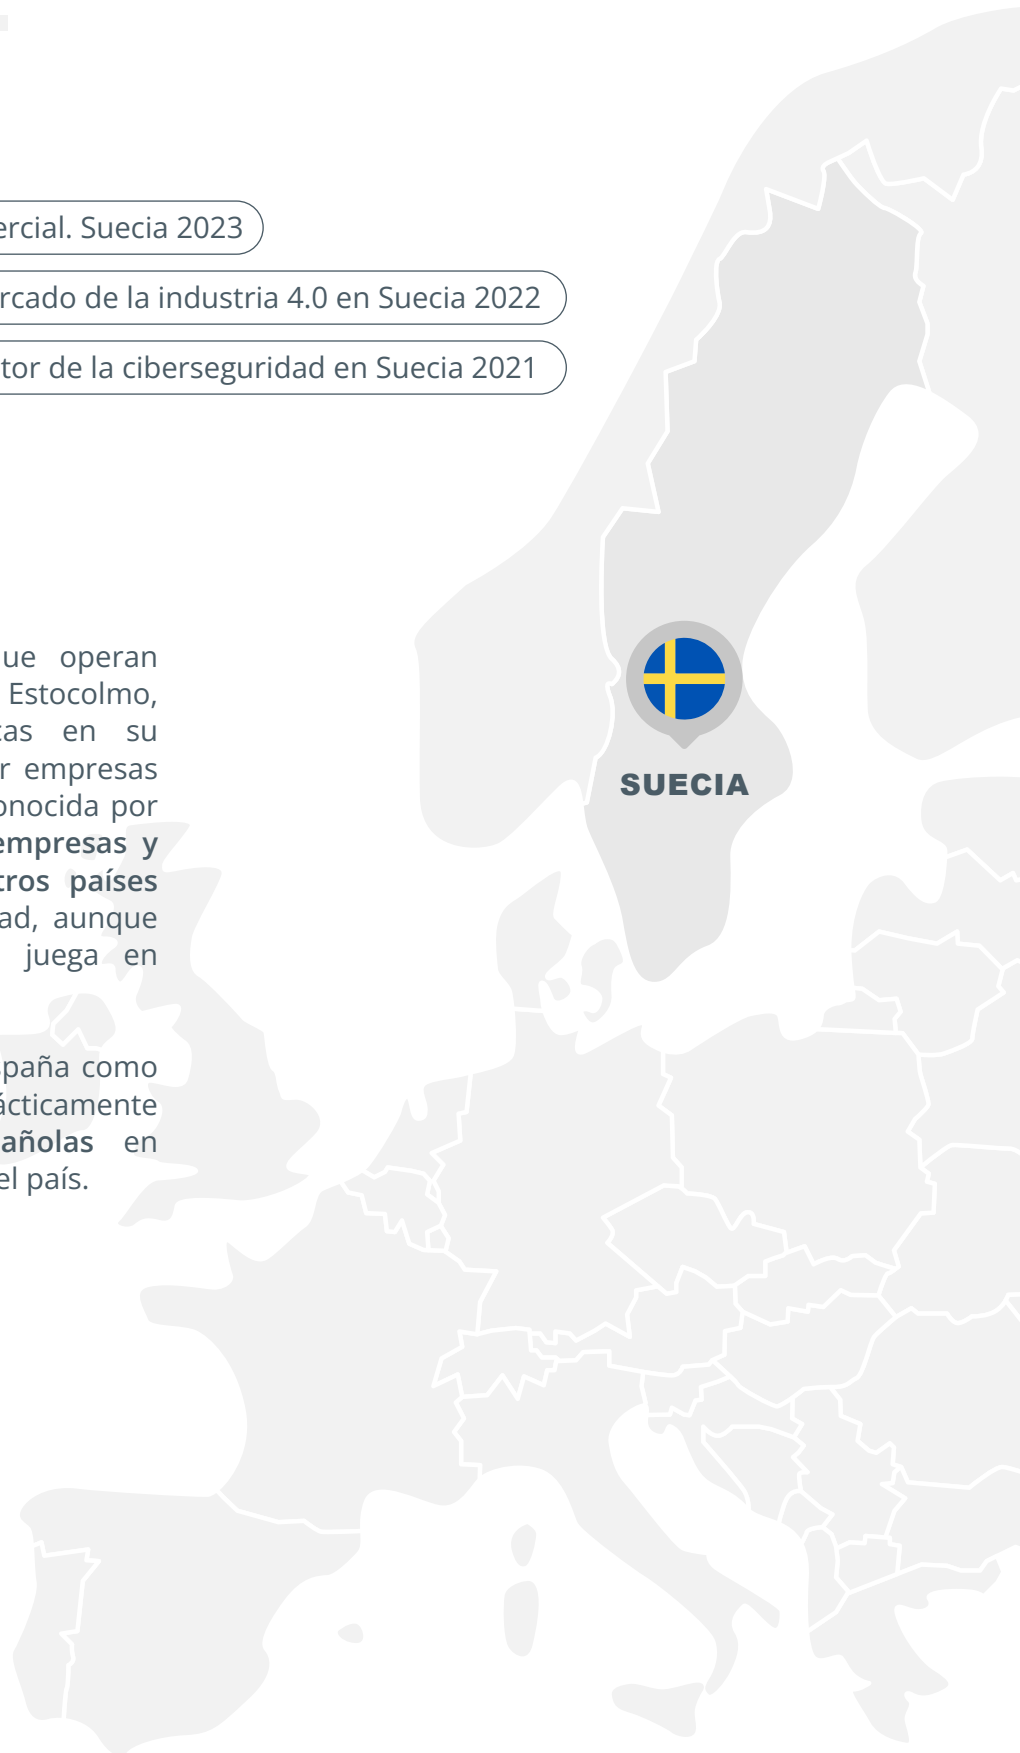 ercial. Suecia 2023
rcado de la industria 4.0 en Suecia 2022
tor de la ciberseguridad en Suecia 2021
ue operan
Estocolmo,
cas en su
r empresas
onocida por
empresas y
tros países
ad, aunque
juega en
spaña como
ácticamente
añolas en
el país.
SUECIA